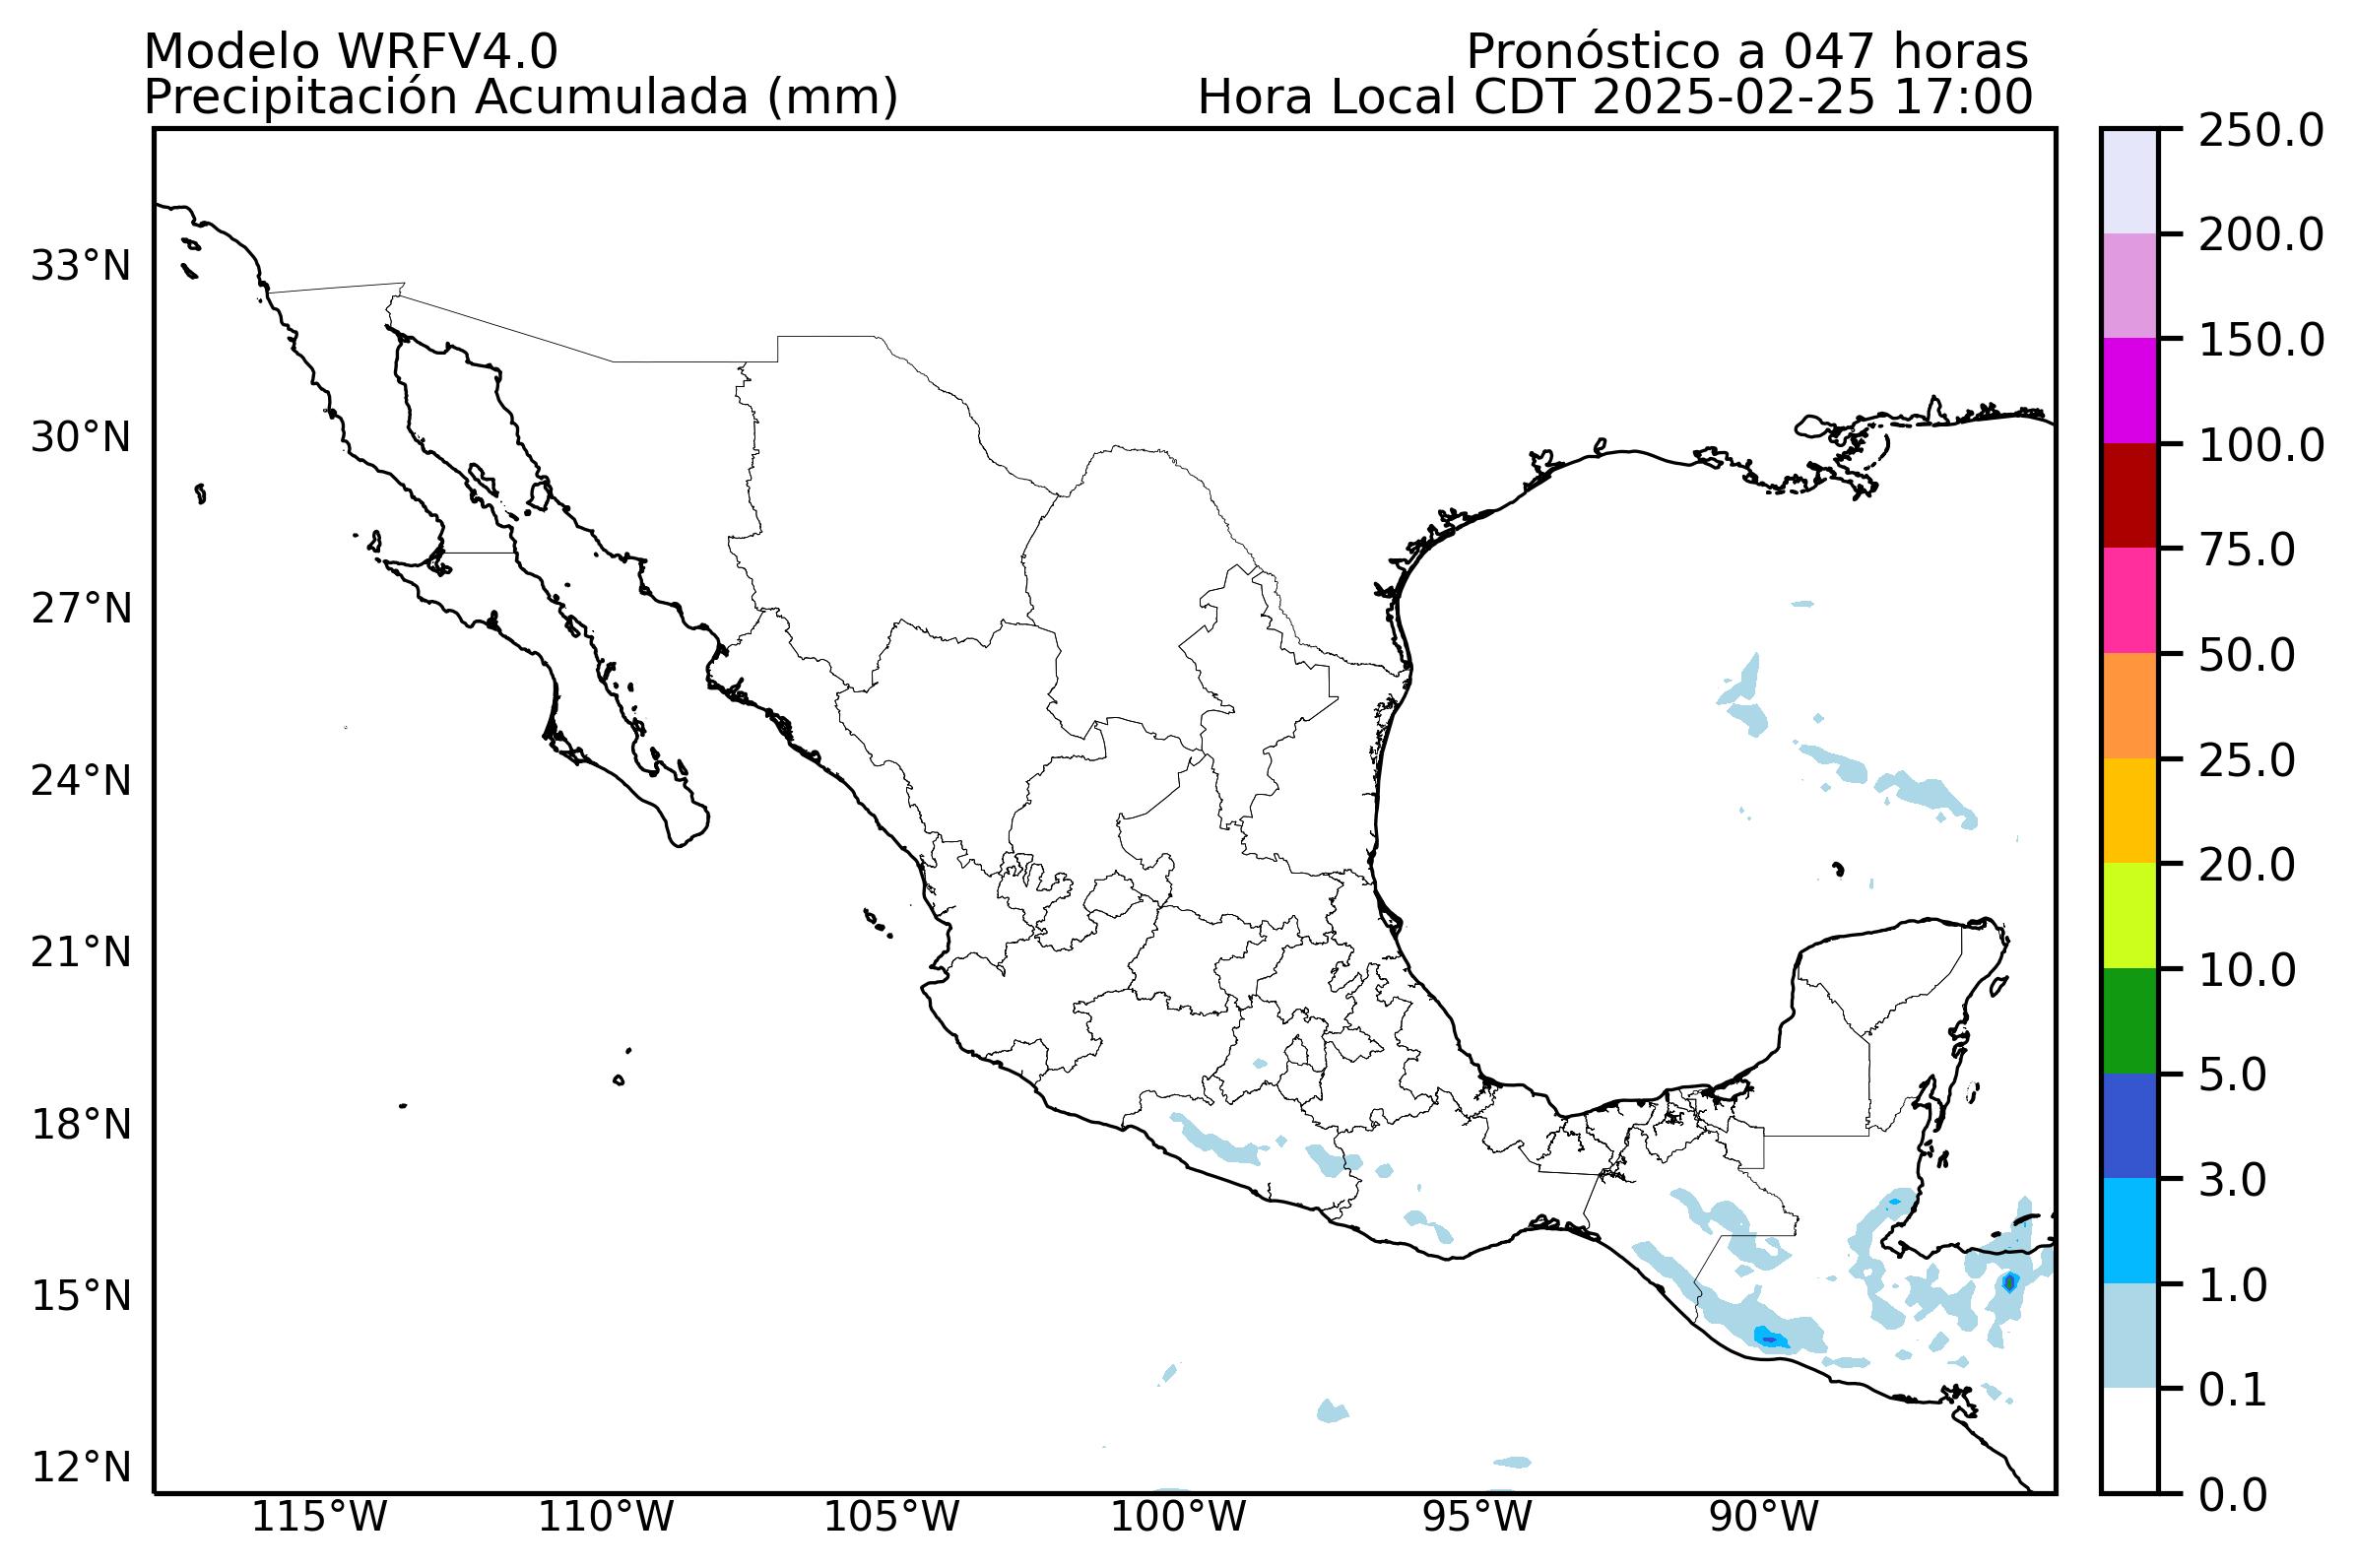 Modelo WRFV4.0
Pronóstico a 047 horas
Precipitación Acumulada (mm)
Hora Local CDT 2025-02-25 17:00
33°N
30°N
27°N
24°N
21°N
18°N
15°N
12°N
115°W
110°W
105°W
100°W
95°W
90°W
250.0
200.0
150.0
100.0
75.0
50.0
25.0
20.0
10.0
5.0
3.0
1.0
0.1
0.0